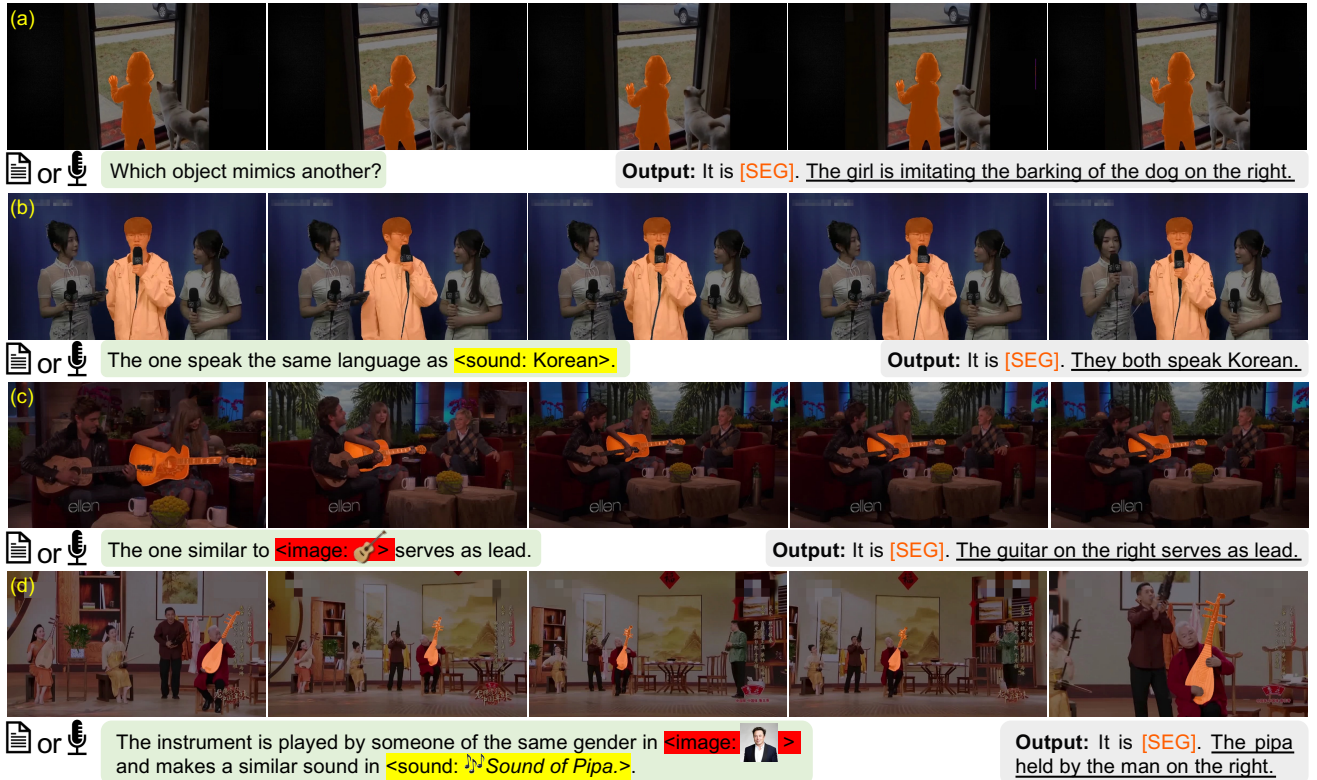 (a)
or
Which object mimics another?
Output: It is [SEG]. The girl is imitating the barking of the dog on the right.
(b)
or
The one speak the same language as <sound: Korean>.
Output: It is [SEG]. They both speak Korean.
(c)
ellen
ellen
ellen
ellen
ellen
or
The one similar to <image: > serves as lead.
Output: It is [SEG]. The guitar on the right serves as lead.
(d)
or
The instrument is played by someone of the same gender in <image: >
and makes a similar sound in <sound: Sound of Pipa.>.
Output: It is [SEG]. The pipa
held by the man on the right.